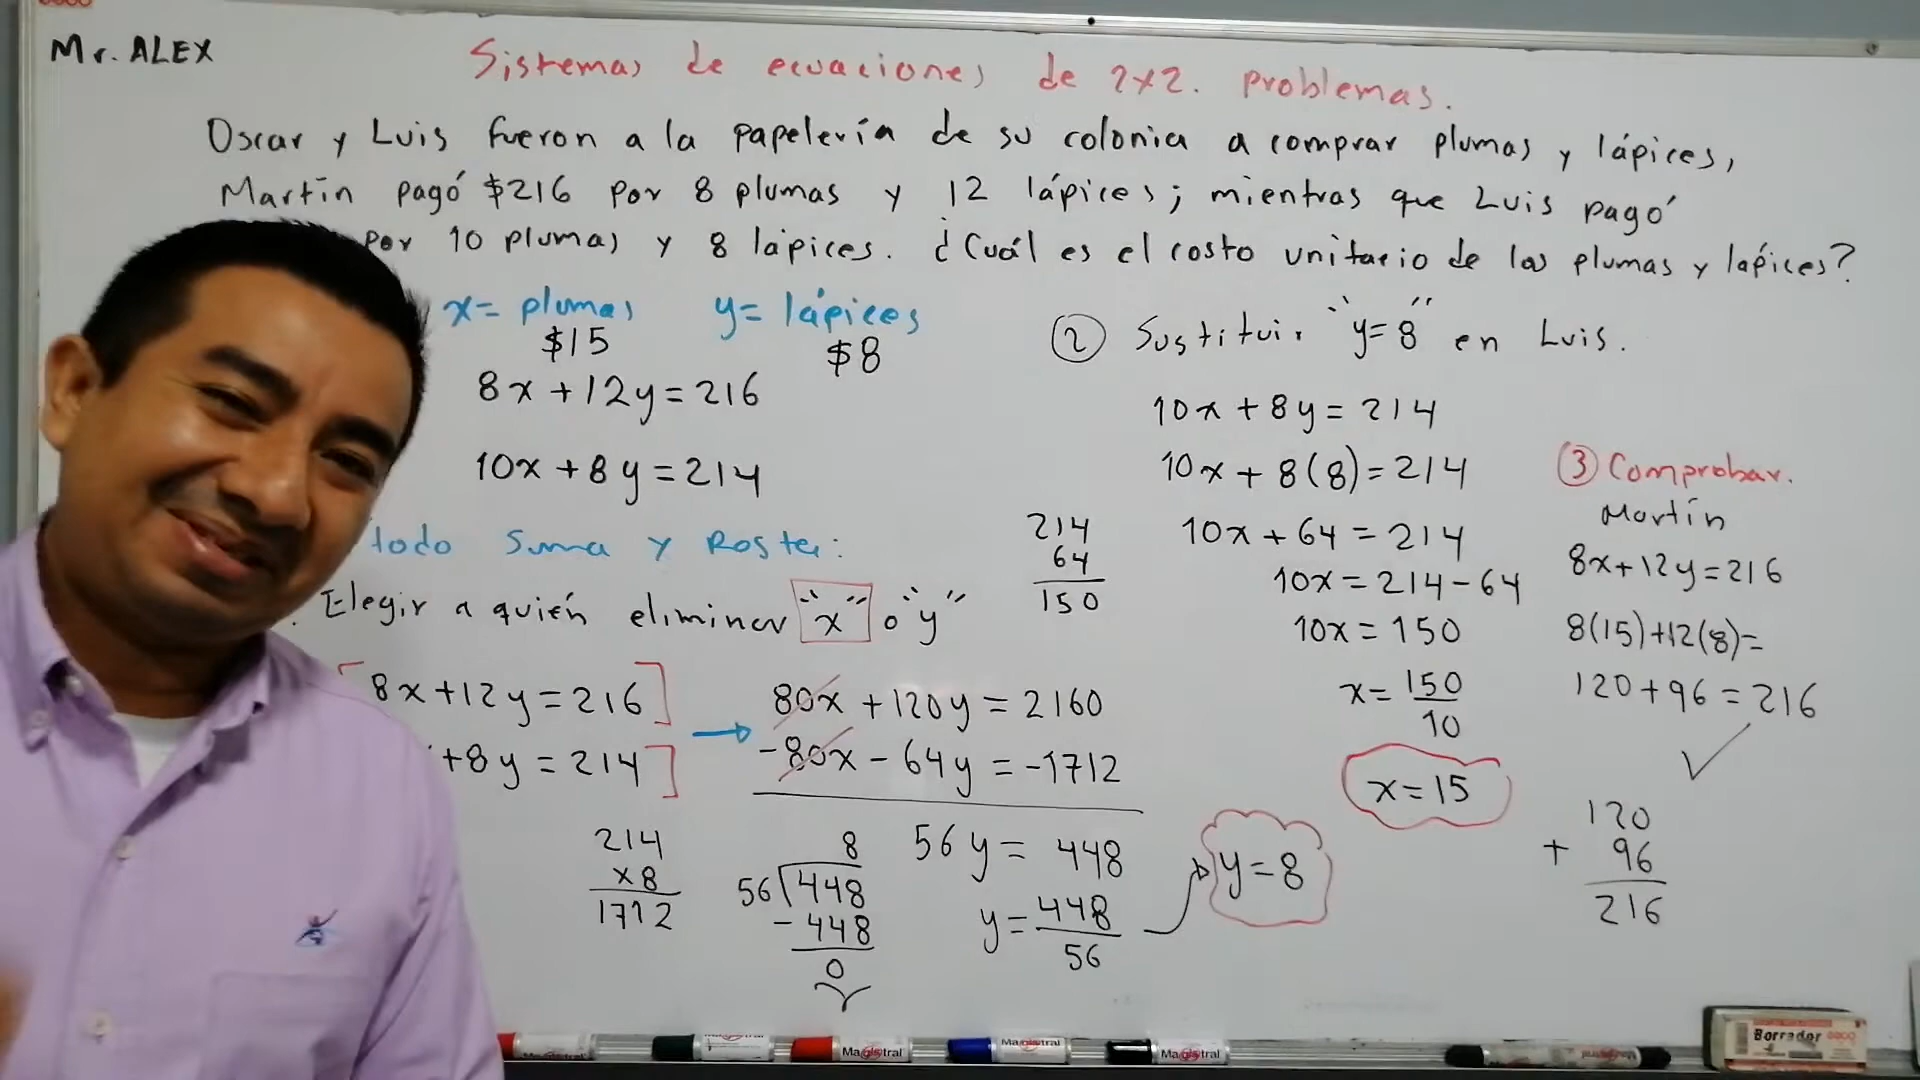 Mr. ALEX
Sistemas de ecuaciones de 2x2. Problemas.
Oscar y Luis fueron a la papelería de su colonia a comprar plumas y lápices,
Martín pagó $216 por 8 plumas y 12 lápices; mientras que Luis pagó
por 10 plumas y 8 lápices. ¿Cuál es el costo unitario de las plumas y lápices?
x= plumas y= lápices
$15 $8
8x+12y=216
10x+8y=214
todo Suma y Resta:
Elegir a quién eliminar "x" o "y"
8x+12y=216
+8y=214
80x+120y=2160
-80x-64y=-1712
214
x8
1712
8
56 448
-448
0
56y=448
y=448
56
y=8
② Sustituir "y=8" en Luis.
10x+8y=214
10x+8(8)=214
10x+64=214
10x=214-64
10x=150
x=150
10
x=15
214
64
150
③ Comprobar.
Martín
8x+12y=216
8(15)+12(8)=
120+96=216
120
+ 96
216
Magistral
Magistral
Magistral
Borrador